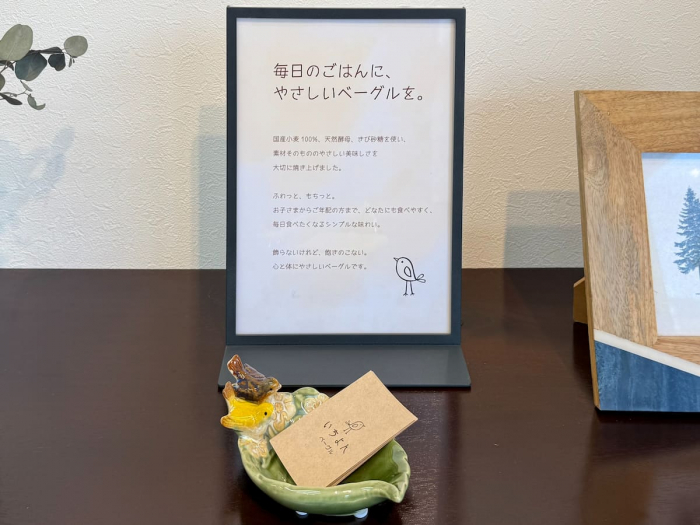 毎日のごはんに、
やさしいベーグルを。
国産小麦100%、天然酵母、きび砂糖を使い、
素材そのもののやさしい美味しさを
大切に焼き上げました。
ふわっと、もちっと。
お子さまからご年配の方まで、どなたにも食べやすく、
毎日食べたくなるシンプルな味わい。
飾らないけれど、飽きのこない。
心と体にやさしいベーグルです。
いちよん
ベーグル